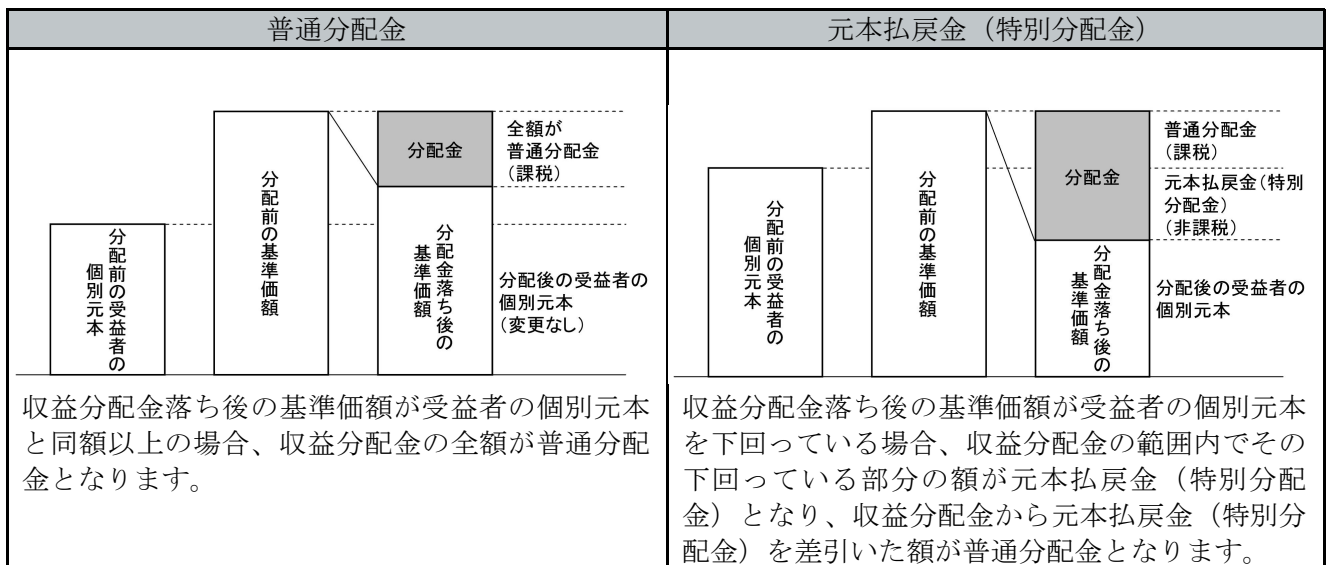 普通分配金
分配前の受益者の
個別元本
分配前の基準価額
分配金
分配金落ち後の
基準価額
全額が
普通分配金
（課税）
分配後の受益者の
個別元本
（変更なし）
収益分配金落ち後の基準価額が受益者の個別元本
と同額以上の場合、収益分配金の全額が普通分配
金となります。
元本払戻金（特別分配金）
分配前の受益者の
個別元本
分配前の基準価額
分配金
分配金落ち後の
基準価額
普通分配金
（課税）
元本払戻金（特別
分配金）
（非課税）
分配後の受益者の
個別元本
収益分配金落ち後の基準価額が受益者の個別元本
を下回っている場合、収益分配金の範囲内でその
下回っている部分の額が元本払戻金（特別分配
金）となり、収益分配金から元本払戻金（特別分
配金）を差引いた額が普通分配金となります。